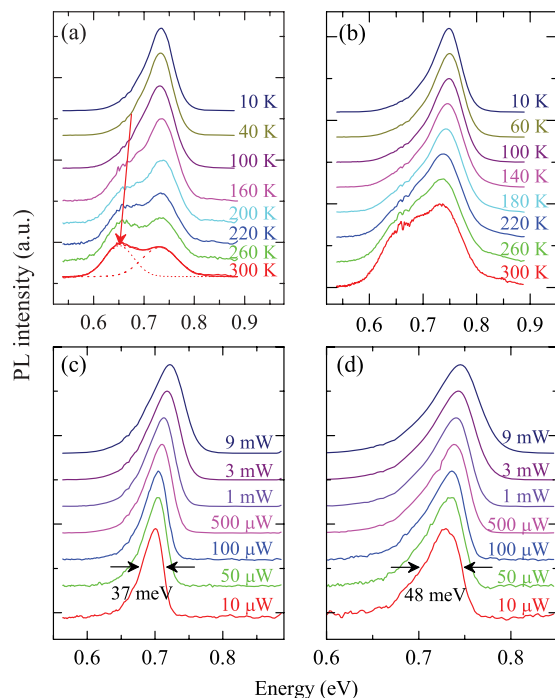 PL intensity (a.u.)
(a)
10 K
40 K
100 K
160 K
200 K
220 K
260 K
300 K
0.6 0.7 0.8 0.9
(b)
10 K
60 K
100 K
140 K
180 K
220 K
260 K
300 K
0.6 0.7 0.8 0.9
(c)
9 mW
3 mW
1 mW
500 µW
100 µW
50 µW
37 meV
10 µW
0.6 0.7 0.8
(d)
9 mW
3 mW
1 mW
500 µW
100 µW
50 µW
48 meV
10 µW
0.6 0.7 0.8
Energy (eV)